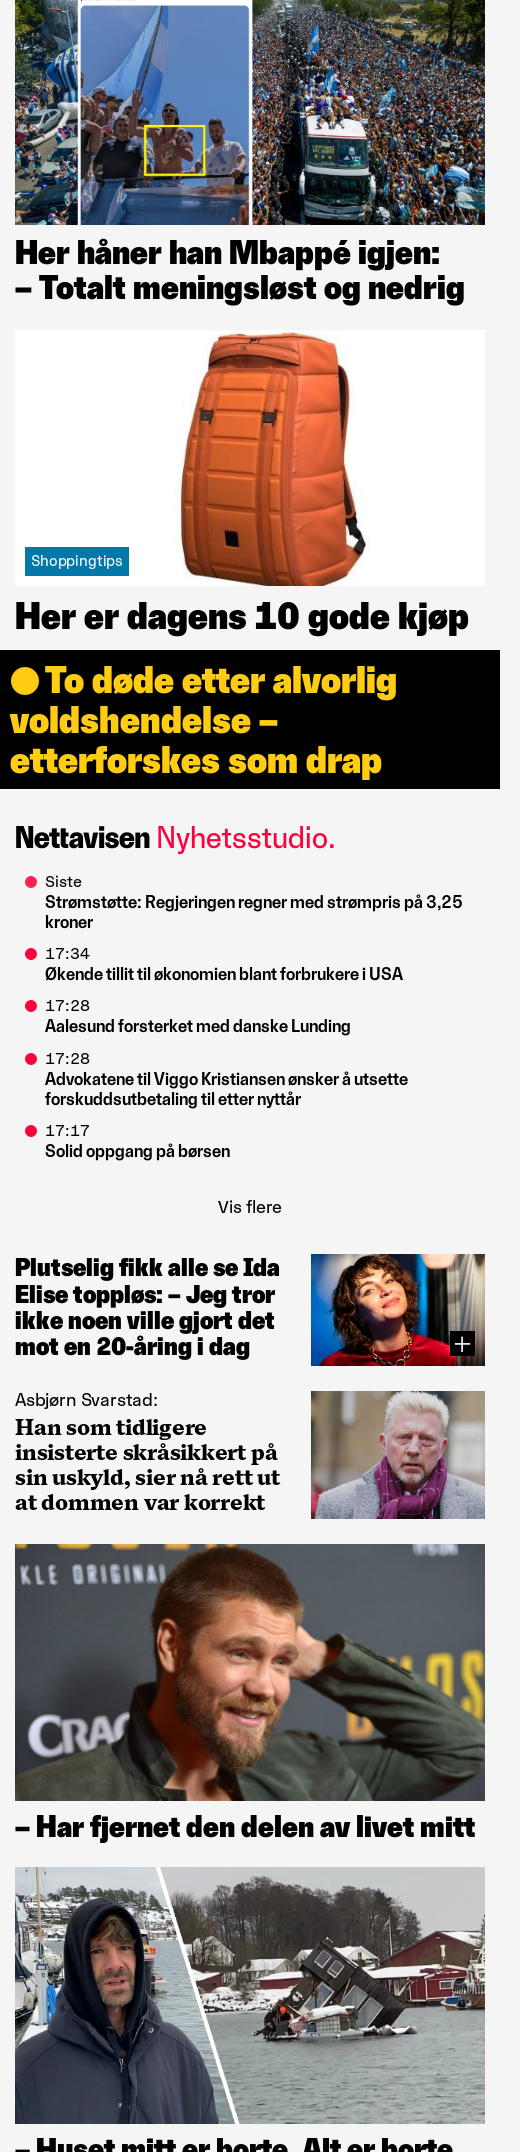 Her håner han Mbappé igjen:
– Totalt meningsløst og nedrig
Shoppingtips
Her er dagens 10 gode kjøp
To døde etter alvorlig
voldshendelse –
etterforskes som drap
Nettavisen Nyhetsstudio.
Siste
Strømstøtte: Regjeringen regner med strømpris på 3,25
kroner
17:34
Økende tillit til økonomien blant forbrukere i USA
17:28
Aalesund forsterket med danske Lunding
17:28
Advokatene til Viggo Kristiansen ønsker å utsette
forskuddsutbetaling til etter nyttår
17:17
Solid oppgang på børsen
Vis flere
Plutselig fikk alle se Ida
Elise toppløs: – Jeg tror
ikke noen ville gjort det
mot en 20-åring i dag
Asbjørn Svarstad:
Han som tidligere
insisterte skråsikkert på
sin uskyld, sier nå rett ut
at dommen var korrekt
KLE ORIGINAL
CRAC
– Har fjernet den delen av livet mitt
– Huset mitt er borte. Alt er borte